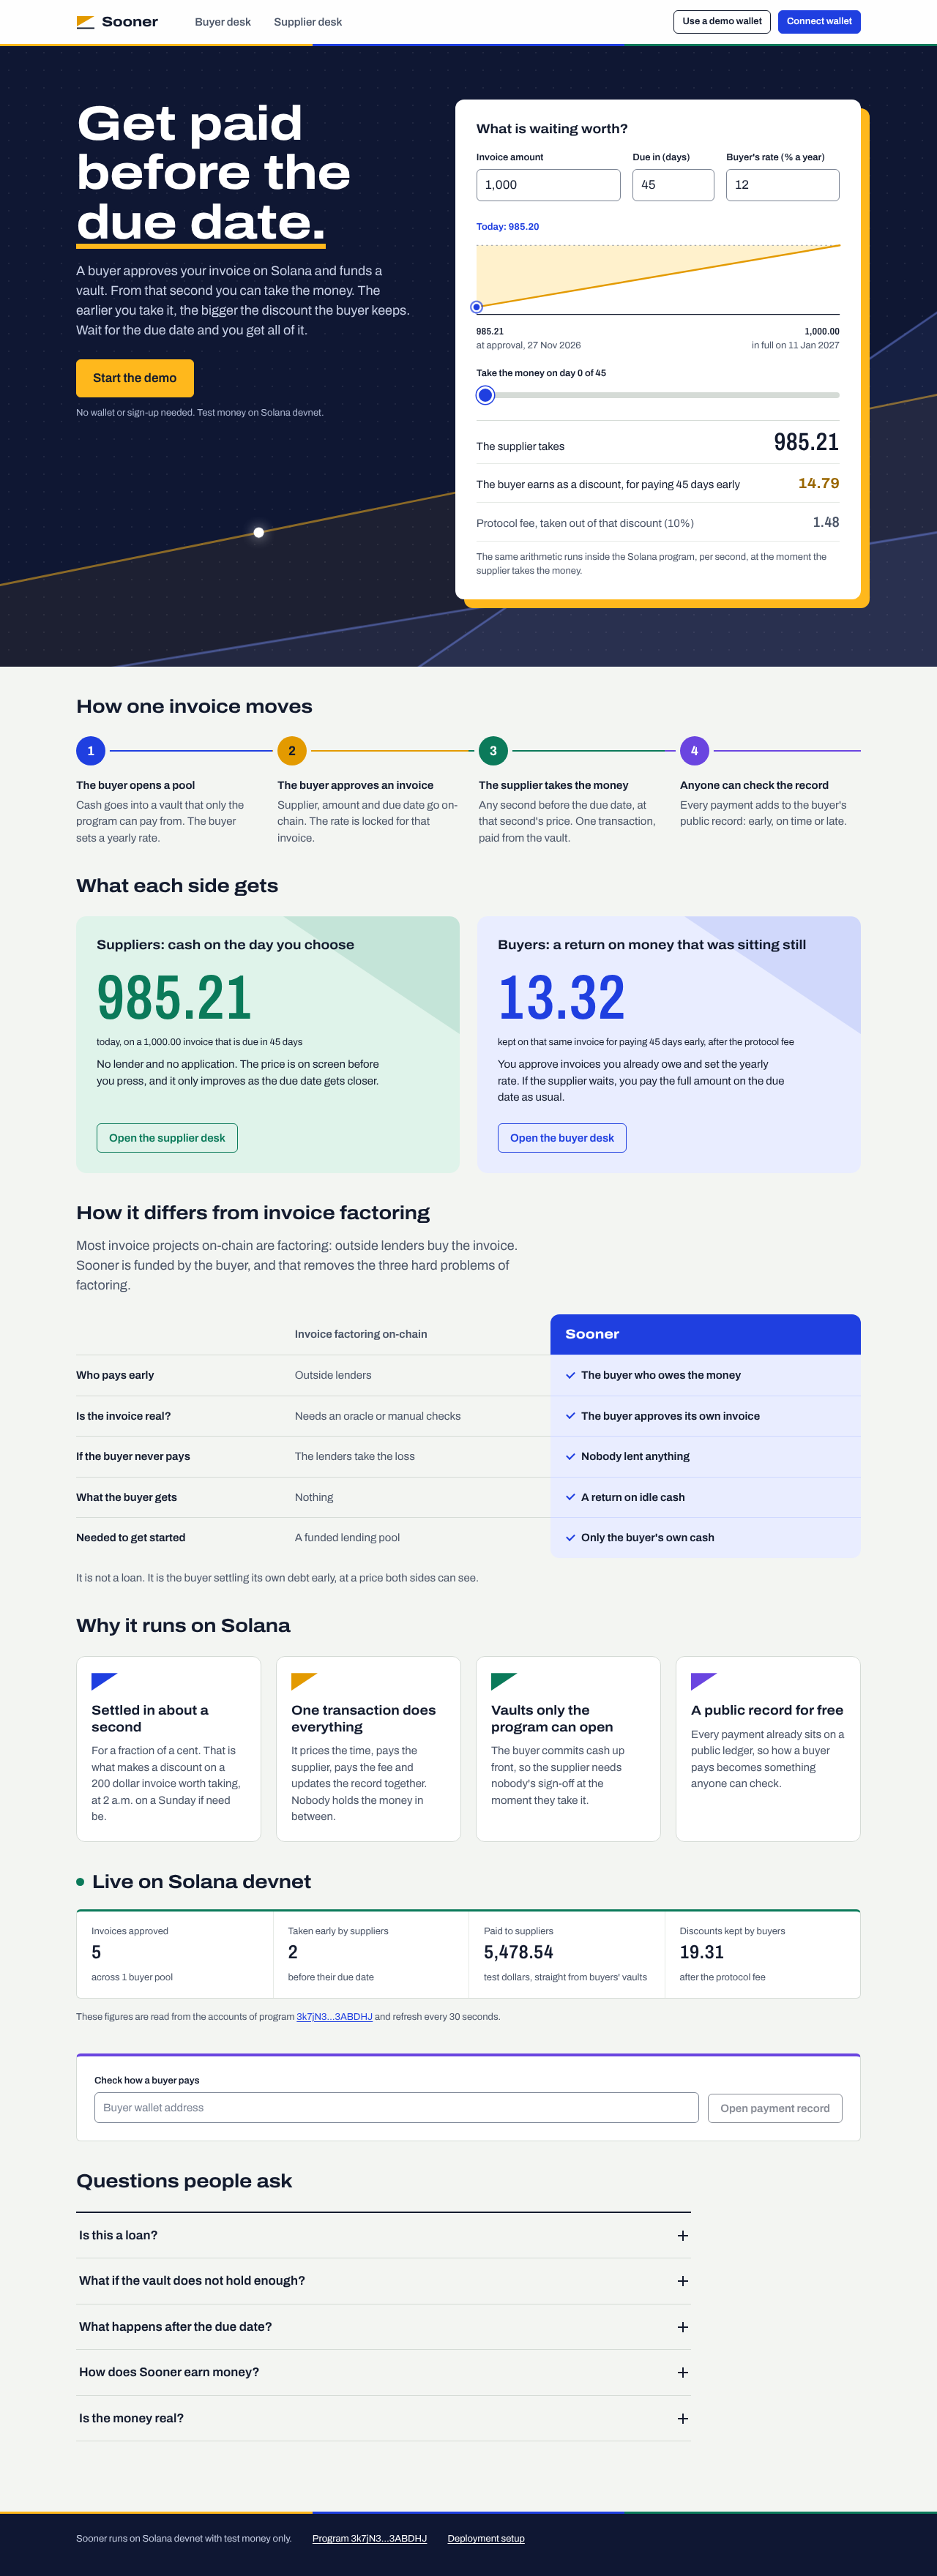 Sooner
Buyer desk
Supplier desk
Use a demo wallet
Connect wallet
Get paid
before the
due date.
A buyer approves your invoice on Solana and funds a
vault. From that second you can take the money. The
earlier you take it, the bigger the discount the buyer keeps.
Wait for the due date and you get all of it.
Start the demo
No wallet or sign-up needed. Test money on Solana devnet.
What is waiting worth?
Invoice amount
Due in (days)
Buyer's rate (% a year)
1,000
45
12
Today: 985.20
985.21
1,000.00
at approval, 27 Nov 2026
in full on 11 Jan 2027
Take the money on day 0 of 45
The supplier takes
985.21
The buyer earns as a discount, for paying 45 days early
14.79
Protocol fee, taken out of that discount (10%)
1.48
The same arithmetic runs inside the Solana program, per second, at the moment the
supplier takes the money.
How one invoice moves
1
2
3
4
The buyer opens a pool
Cash goes into a vault that only the
program can pay from. The buyer
sets a yearly rate.
The buyer approves an invoice
Supplier, amount and due date go on-
chain. The rate is locked for that
invoice.
The supplier takes the money
Any second before the due date, at
that second's price. One transaction,
paid from the vault.
Anyone can check the record
Every payment adds to the buyer's
public record: early, on time or late.
What each side gets
Suppliers: cash on the day you choose
985.21
today, on a 1,000.00 invoice that is due in 45 days
No lender and no application. The price is on screen before
you press, and it only improves as the due date gets closer.
Open the supplier desk
Buyers: a return on money that was sitting still
13.32
kept on that same invoice for paying 45 days early, after the protocol fee
You approve invoices you already owe and set the yearly
rate. If the supplier waits, you pay the full amount on the due
date as usual.
Open the buyer desk
How it differs from invoice factoring
Most invoice projects on-chain are factoring: outside lenders buy the invoice.
Sooner is funded by the buyer, and that removes the three hard problems of
factoring.
Invoice factoring on-chain
Sooner
Who pays early
Outside lenders
The buyer who owes the money
Is the invoice real?
Needs an oracle or manual checks
The buyer approves its own invoice
If the buyer never pays
The lenders take the loss
Nobody lent anything
What the buyer gets
Nothing
A return on idle cash
Needed to get started
A funded lending pool
Only the buyer's own cash
It is not a loan. It is the buyer settling its own debt early, at a price both sides can see.
Why it runs on Solana
Settled in about a
second
For a fraction of a cent. That is
what makes a discount on a
200 dollar invoice worth taking,
at 2 a.m. on a Sunday if need
be.
One transaction does
everything
It prices the time, pays the
supplier, pays the fee and
updates the record together.
Nobody holds the money in
between.
Vaults only the
program can open
The buyer commits cash up
front, so the supplier needs
nobody's sign-off at the
moment they take it.
A public record for free
Every payment already sits on a
public ledger, so how a buyer
pays becomes something
anyone can check.
Live on Solana devnet
Invoices approved
5
across 1 buyer pool
Taken early by suppliers
2
before their due date
Paid to suppliers
5,478.54
test dollars, straight from buyers' vaults
Discounts kept by buyers
19.31
after the protocol fee
These figures are read from the accounts of program 3k7jN3...3ABDHJ and refresh every 30 seconds.
Check how a buyer pays
Buyer wallet address
Open payment record
Questions people ask
Is this a loan?
What if the vault does not hold enough?
What happens after the due date?
How does Sooner earn money?
Is the money real?
Sooner runs on Solana devnet with test money only.
Program 3k7jN3...3ABDHJ
Deployment setup